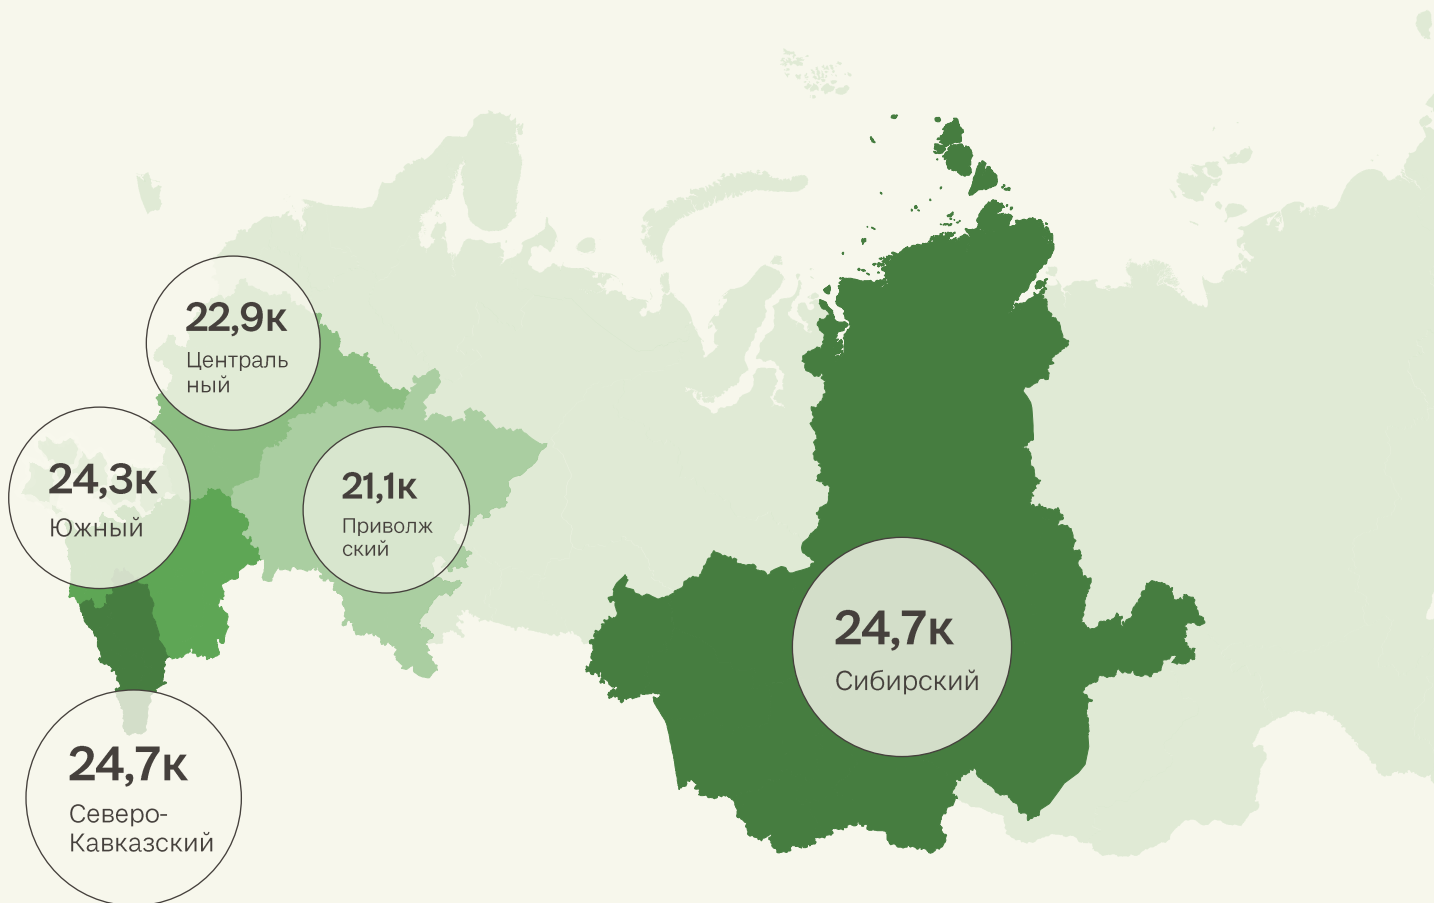 22,9к
Централь
ный
24,3к
Южный
21,1к
Приволж
ский
24,7к
Сибирский
24,7к
Северо-
Кавказский